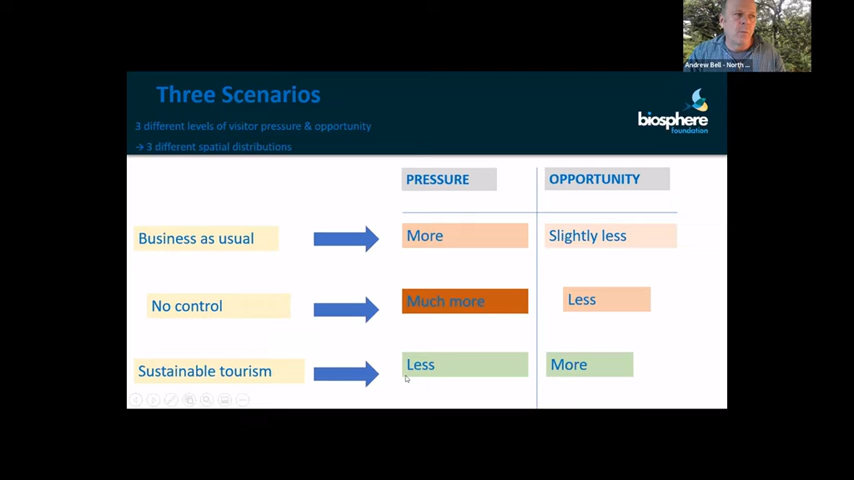 Andrew Bell - North ...
Three Scenarios
3 different levels of visitor pressure & opportunity
→ 3 different spatial distributions
biosphere
foundation
PRESSURE OPPORTUNITY
Business as usual More Slightly less
No control Much more Less
Sustainable tourism Less More